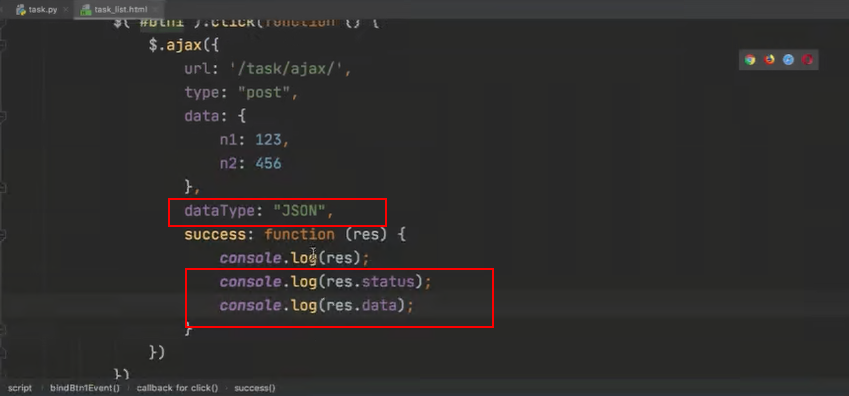 task.py
task_list.html
$("#btn1").click(function () {
$.ajax({
url: '/task/ajax/',
type: "post",
data: {
n1: 123,
n2: 456
},
dataType: "JSON",
success: function (res) {
console.log(res);
console.log(res.status);
console.log(res.data);
}
})
})
script
bindBtn1Event()
callback for click()
success()